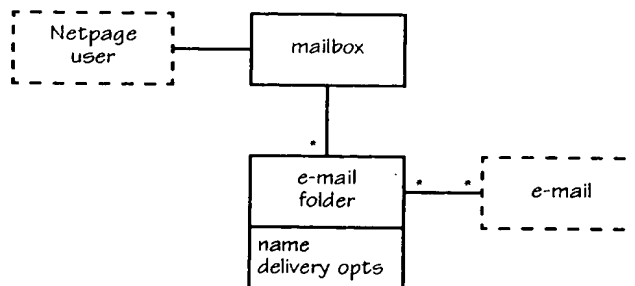 Netpage
user
mailbox
*
e-mail
folder
* *
e-mail
name
delivery opts